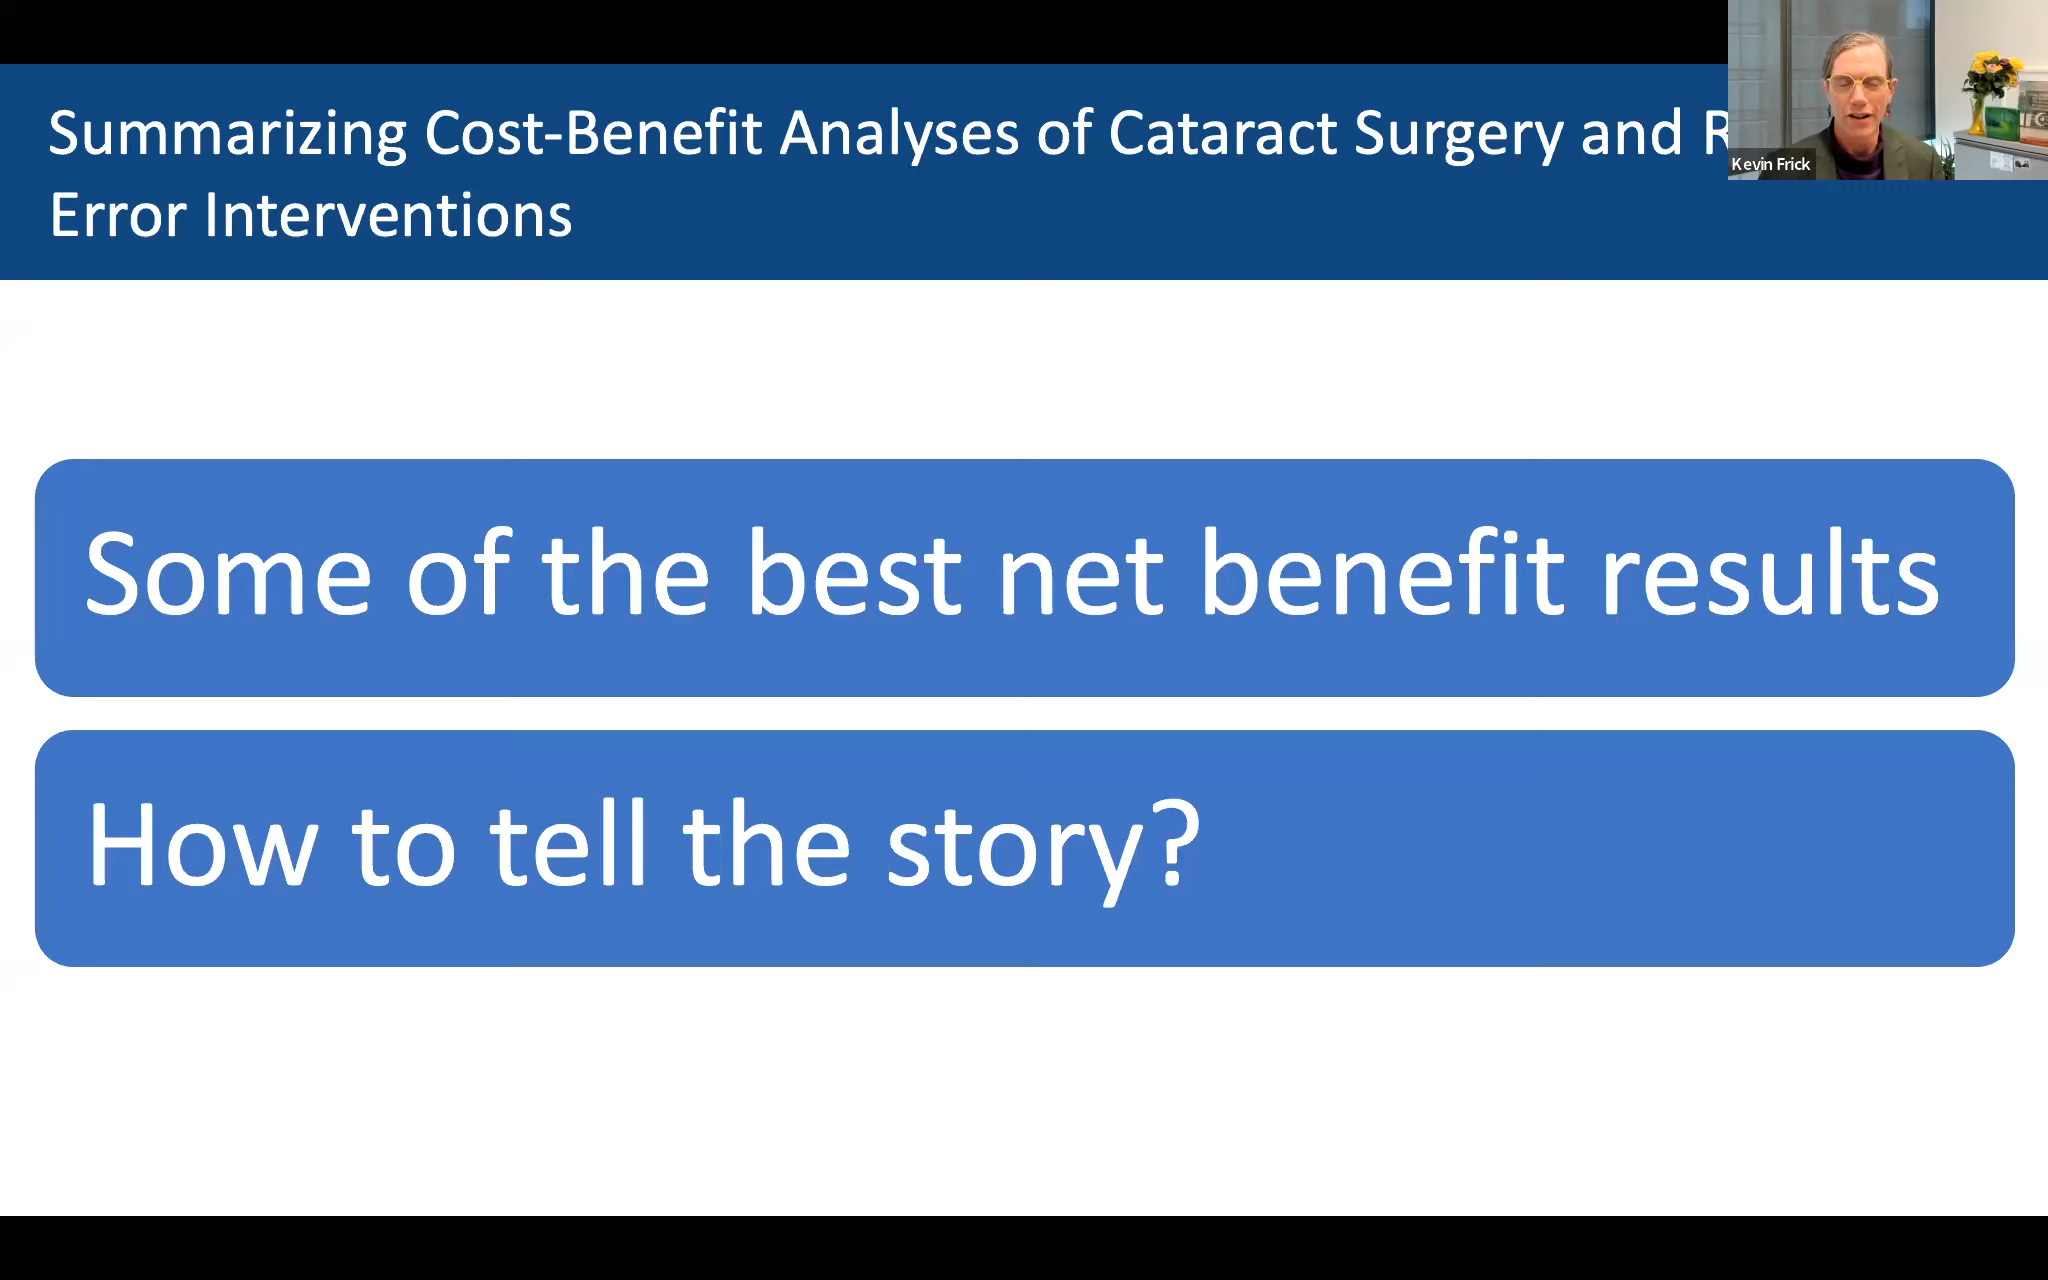 Summarizing Cost-Benefit Analyses of Cataract Surgery and
Error Interventions
Kevin Frick
Some of the best net benefit results
How to tell the story?